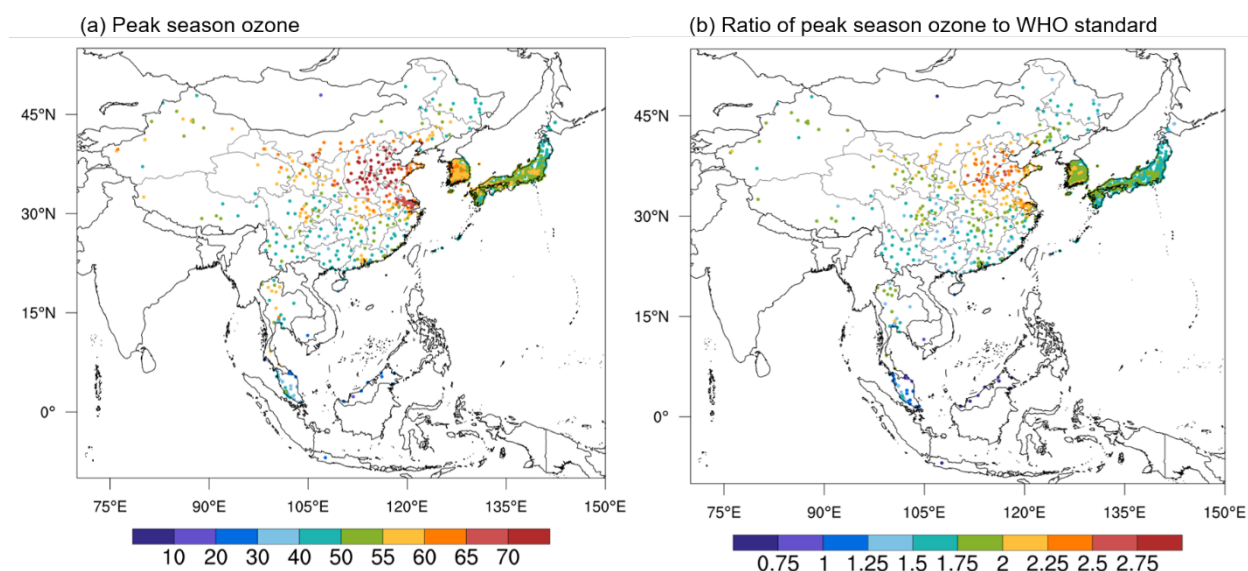 (a) Peak season ozone
(b) Ratio of peak season ozone to WHO standard
45°N
30°N
15°N
0°
75°E 90°E 105°E 120°E 135°E 150°E
10 20 30 40 50 55 60 65 70
45°N
30°N
15°N
0°
75°E 90°E 105°E 120°E 135°E 150°E
0.75 1 1.25 1.5 1.75 2 2.25 2.5 2.75